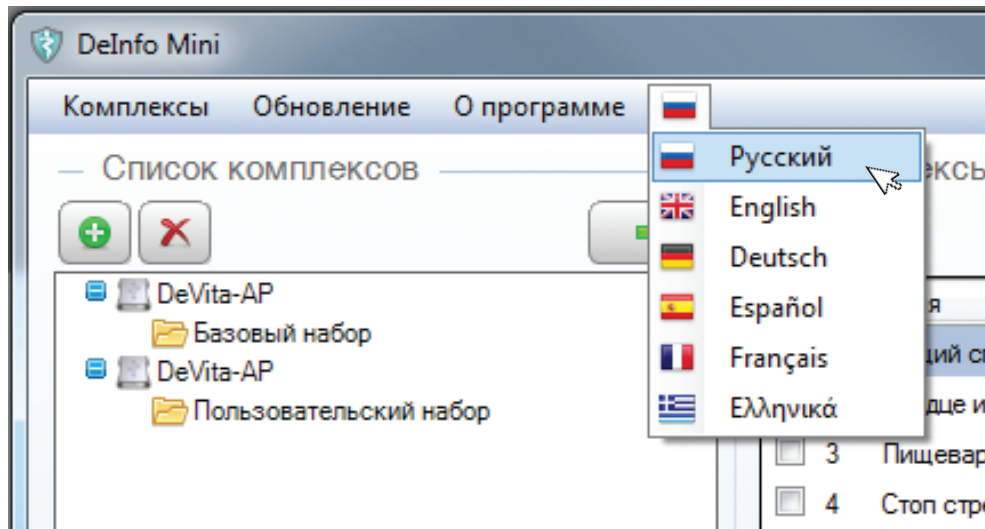 DeInfo Mini
Комплексы Обновление О программе
Список комплексов
Русский
English
Deutsch
Español
Français
Ελληνικά
DeVita-AP
Базовый набор
DeVita-AP
Пользовательский набор
3
4 Стоп